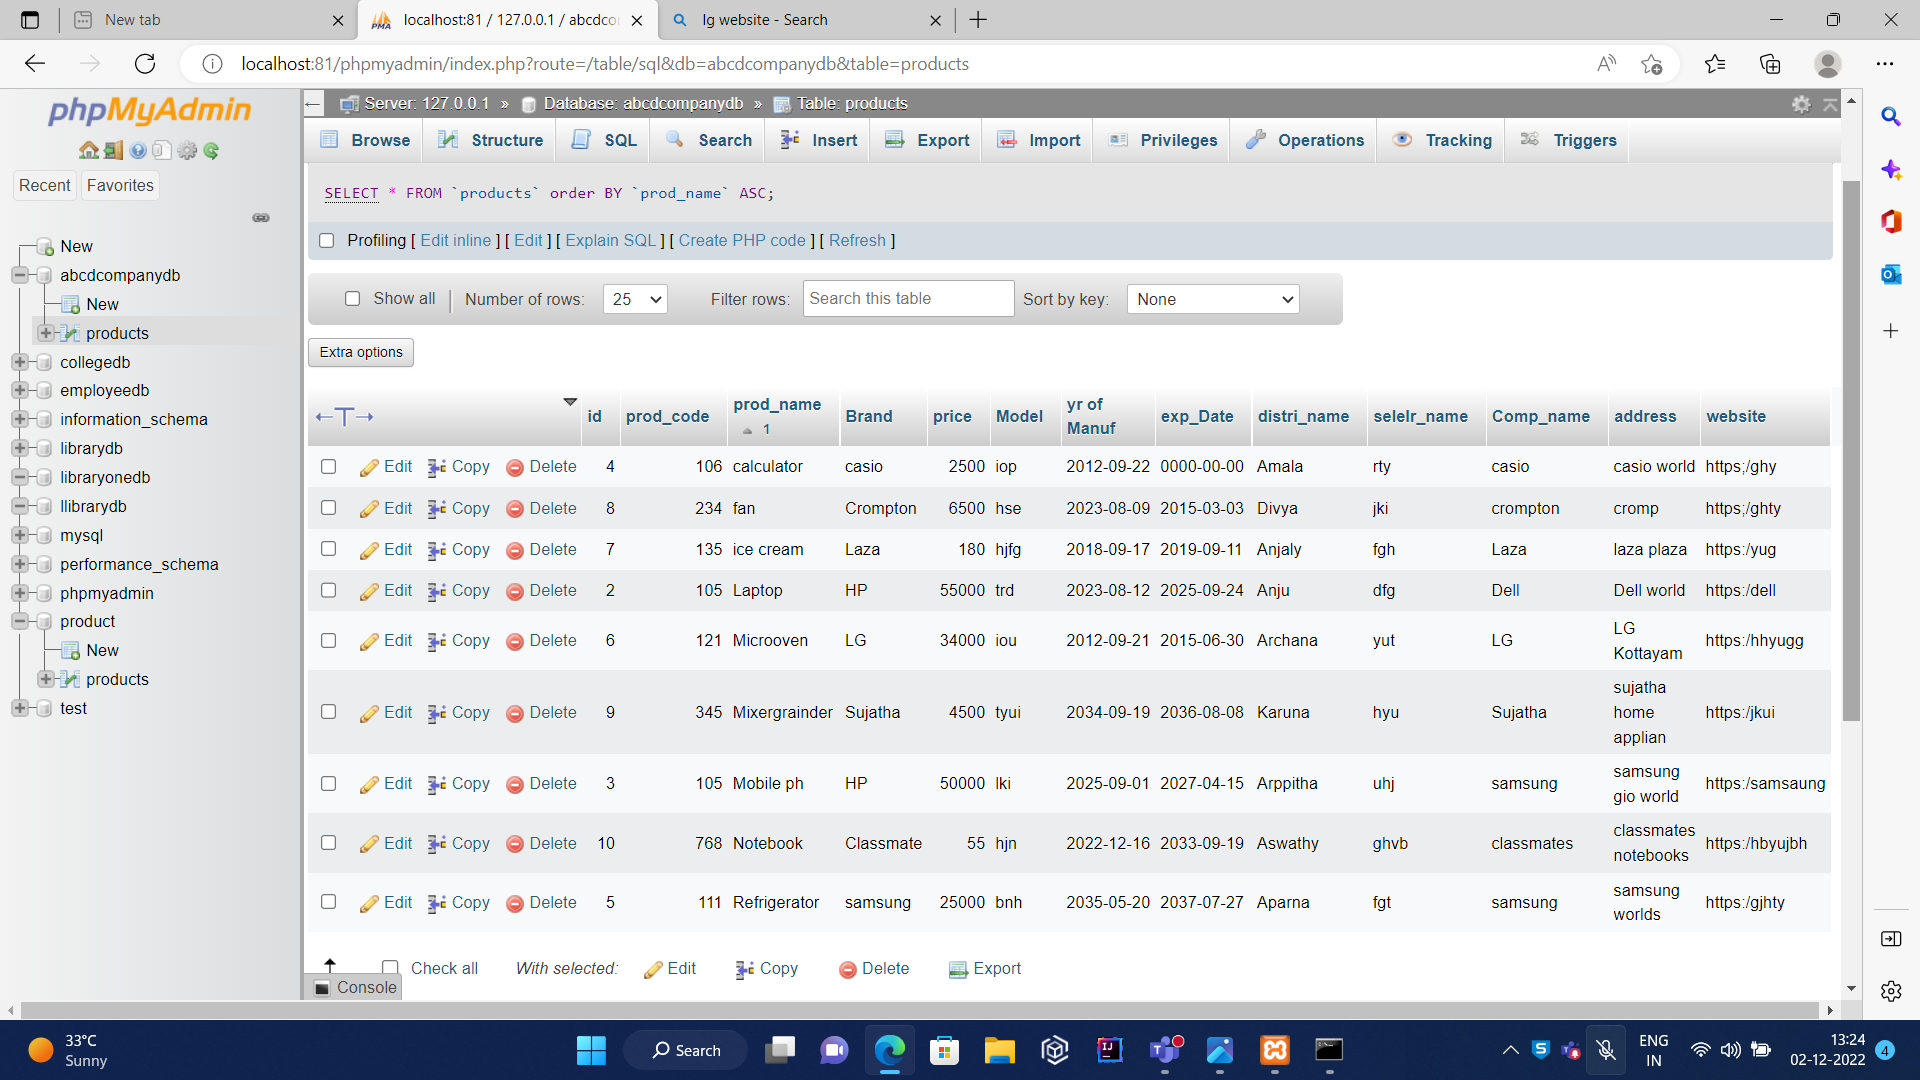 New tab
localhost:81 / 127.0.0.1 / abcdco
lg website - Search
localhost:81/phpmyadmin/index.php?route=/table/sql&db=abcdcompanydb&table=products
phpMyAdmin
Recent Favorites
New
abcdcompanydb
New
products
collegedb
employeedb
information_schema
librarydb
libraryonedb
llibrarydb
mysql
performance_schema
phpmyadmin
product
New
products
test
Server: 127.0.0.1 » Database: abcdcompanydb » Table: products
Browse Structure SQL Search Insert Export Import Privileges Operations Tracking Triggers
SELECT * FROM `products` order BY `prod_name` ASC;
Profiling [ Edit inline ] [ Edit ] [ Explain SQL ] [ Create PHP code ] [ Refresh ]
Show all Number of rows: 25 Filter rows: Search this table Sort by key: None
Extra options
id prod_code prod_name 1 Brand price Model yr of Manuf exp_Date distri_name selelr_name Comp_name address website
Edit Copy Delete 4 106 calculator casio 2500 iop 2012-09-22 0000-00-00 Amala rty casio casio world https;/ghy
Edit Copy Delete 8 234 fan Crompton 6500 hse 2023-08-09 2015-03-03 Divya jki crompton cromp https;/ghty
Edit Copy Delete 7 135 ice cream Laza 180 hjfg 2018-09-17 2019-09-11 Anjaly fgh Laza laza plaza https:/yug
Edit Copy Delete 2 105 Laptop HP 55000 trd 2023-08-12 2025-09-24 Anju dfg Dell Dell world https:/dell
Edit Copy Delete 6 121 Microoven LG 34000 iou 2012-09-21 2015-06-30 Archana yut LG LG Kottayam https:/hhyugg
Edit Copy Delete 9 345 Mixergrainder Sujatha 4500 tyui 2034-09-19 2036-08-08 Karuna hyu Sujatha sujatha home applian https:/jkui
Edit Copy Delete 3 105 Mobile ph HP 50000 lki 2025-09-01 2027-04-15 Arppitha uhj samsung samsung gio world https:/samsaung
Edit Copy Delete 10 768 Notebook Classmate 55 hjn 2022-12-16 2033-09-19 Aswathy ghvb classmates classmates notebooks https:/hbyujbh
Edit Copy Delete 5 111 Refrigerator samsung 25000 bnh 2035-05-20 2037-07-27 Aparna fgt samsung samsung worlds https:/gjhty
Check all With selected: Edit Copy Delete Export
Console
33°C
Sunny
Search
ENG
IN
13:24
02-12-2022
4